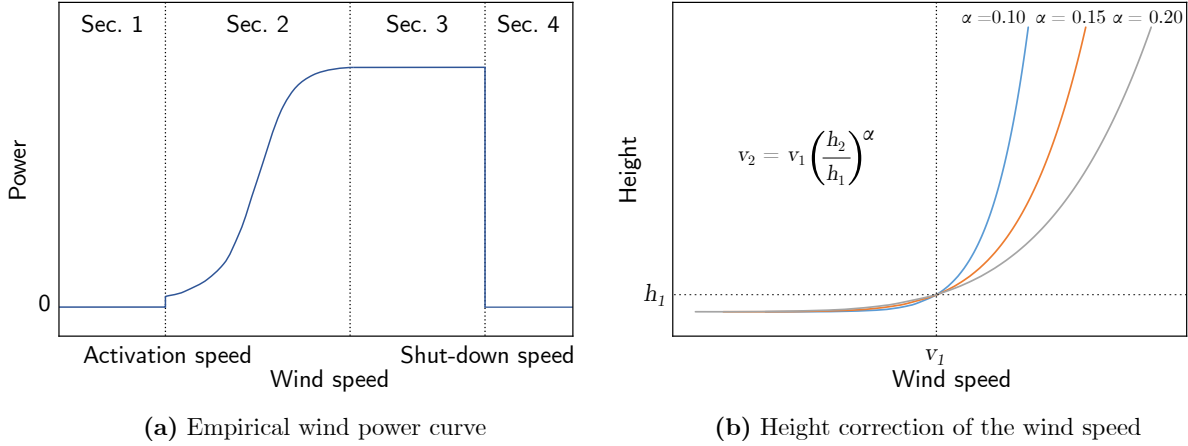 Sec. 1 Sec. 2 Sec. 3 Sec. 4
Power
0
Activation speed Shut-down speed
Wind speed
(a) Empirical wind power curve
α =0.10 α = 0.15 α = 0.20
v₂ = v₁(h₂/h₁)^α
Height
h₁
v₁
Wind speed
(b) Height correction of the wind speed